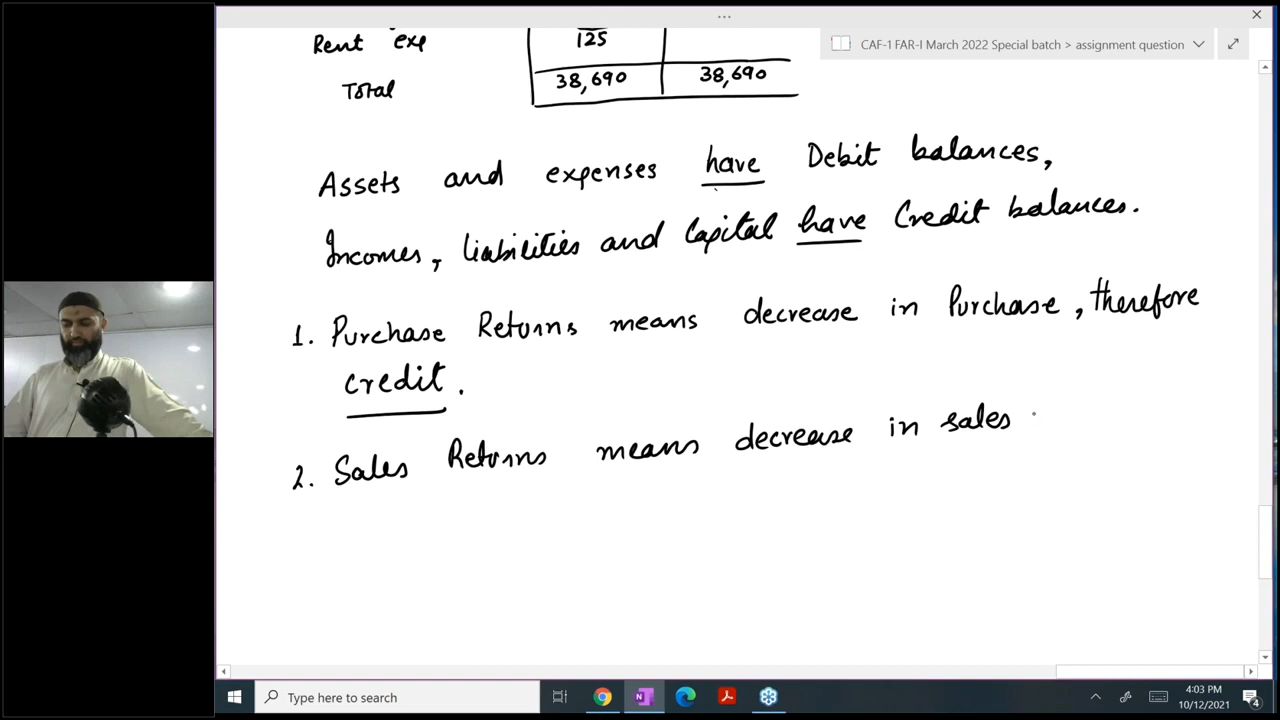 CAF-1 FAR-I March 2022 Special batch > assignment question
Rent exp 125
Total 38,690 38,690
Assets and expenses have Debit balances,
Incomes, liabilities and Capital have Credit balances.
1. Purchase Returns means decrease in Purchase, therefore
credit.
2. Sales Returns means decrease in sales
Type here to search
4:03 PM
10/12/2021
4